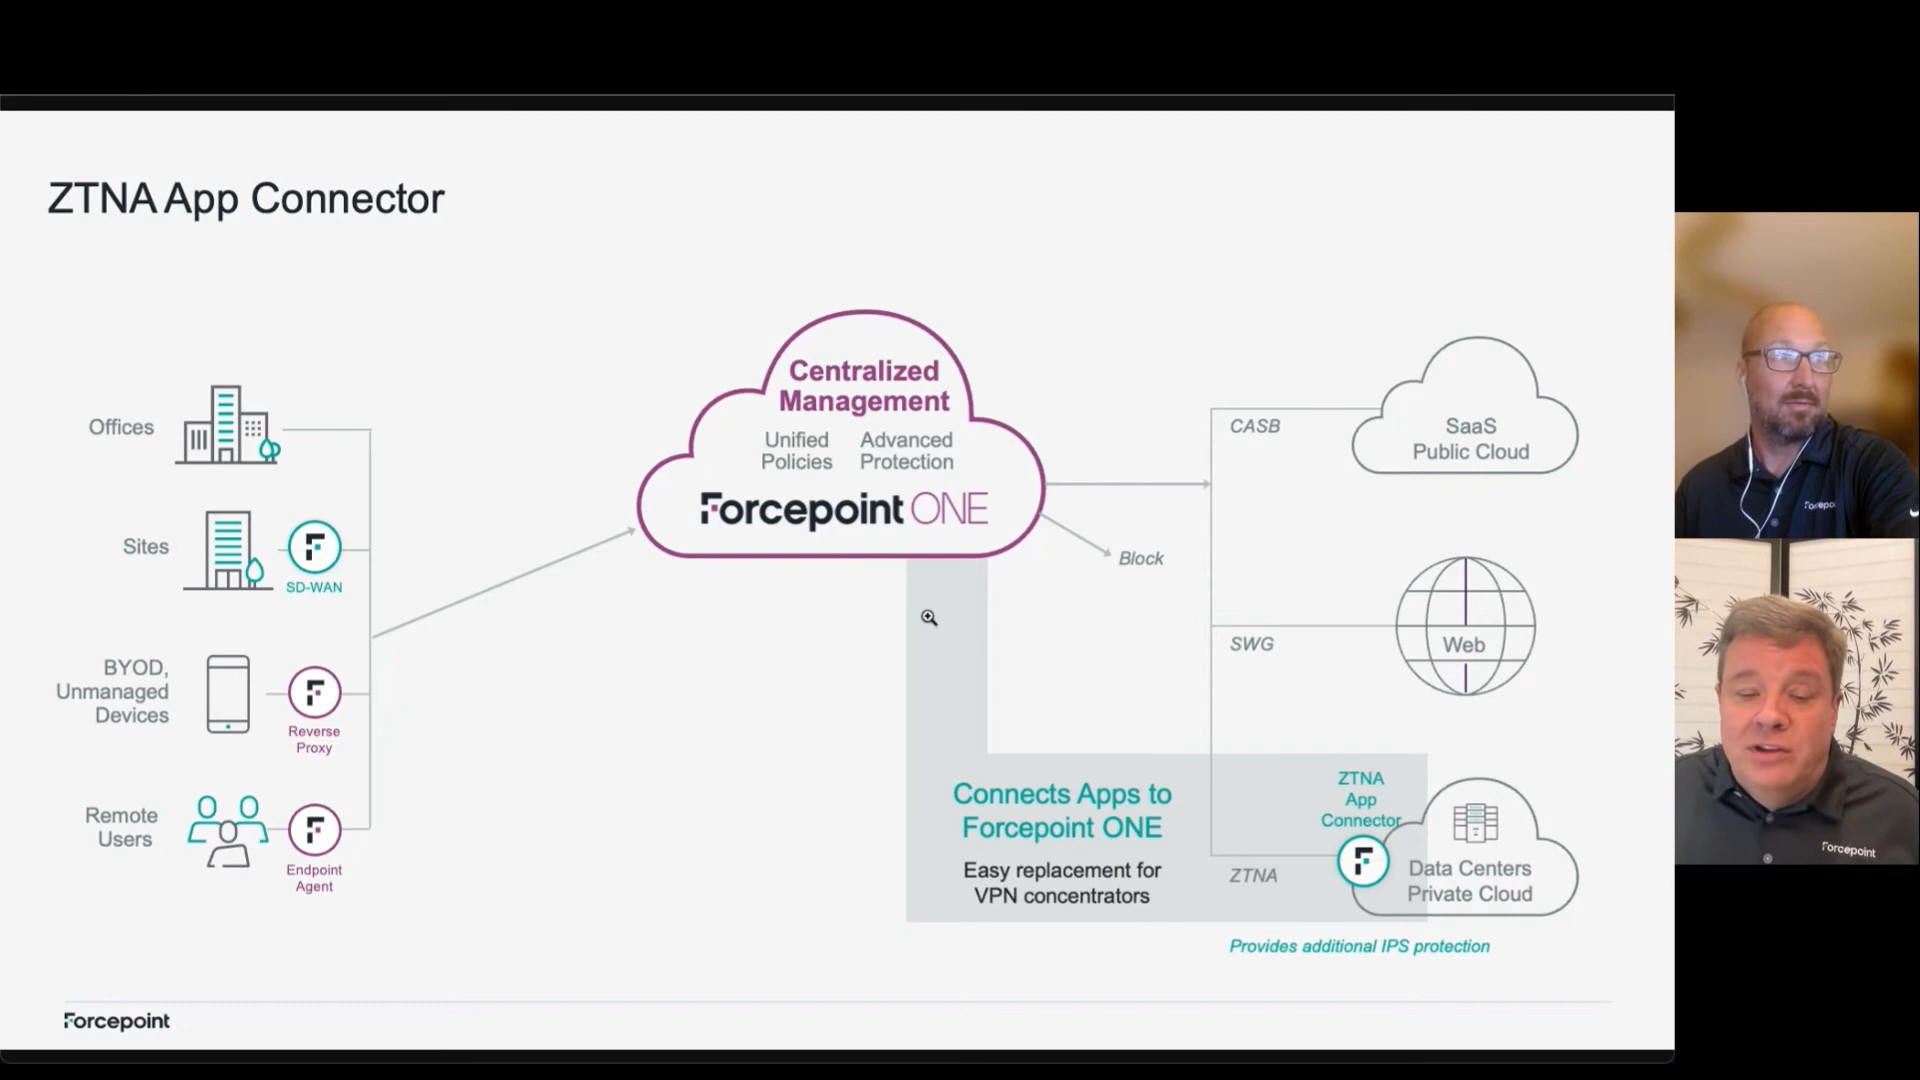 ZTNA App Connector
Offices
Sites
SD-WAN
BYOD,
Unmanaged
Devices
Reverse
Proxy
Remote
Users
Endpoint
Agent
Centralized
Management
Unified
Policies
Advanced
Protection
Forcepoint ONE
Block
CASB
SaaS
Public Cloud
SWG
Web
Connects Apps to
Forcepoint ONE
Easy replacement for
VPN concentrators
ZTNA
App
Connector
ZTNA
Data Centers
Private Cloud
Provides additional IPS protection
Forcepoint
Forcepoint